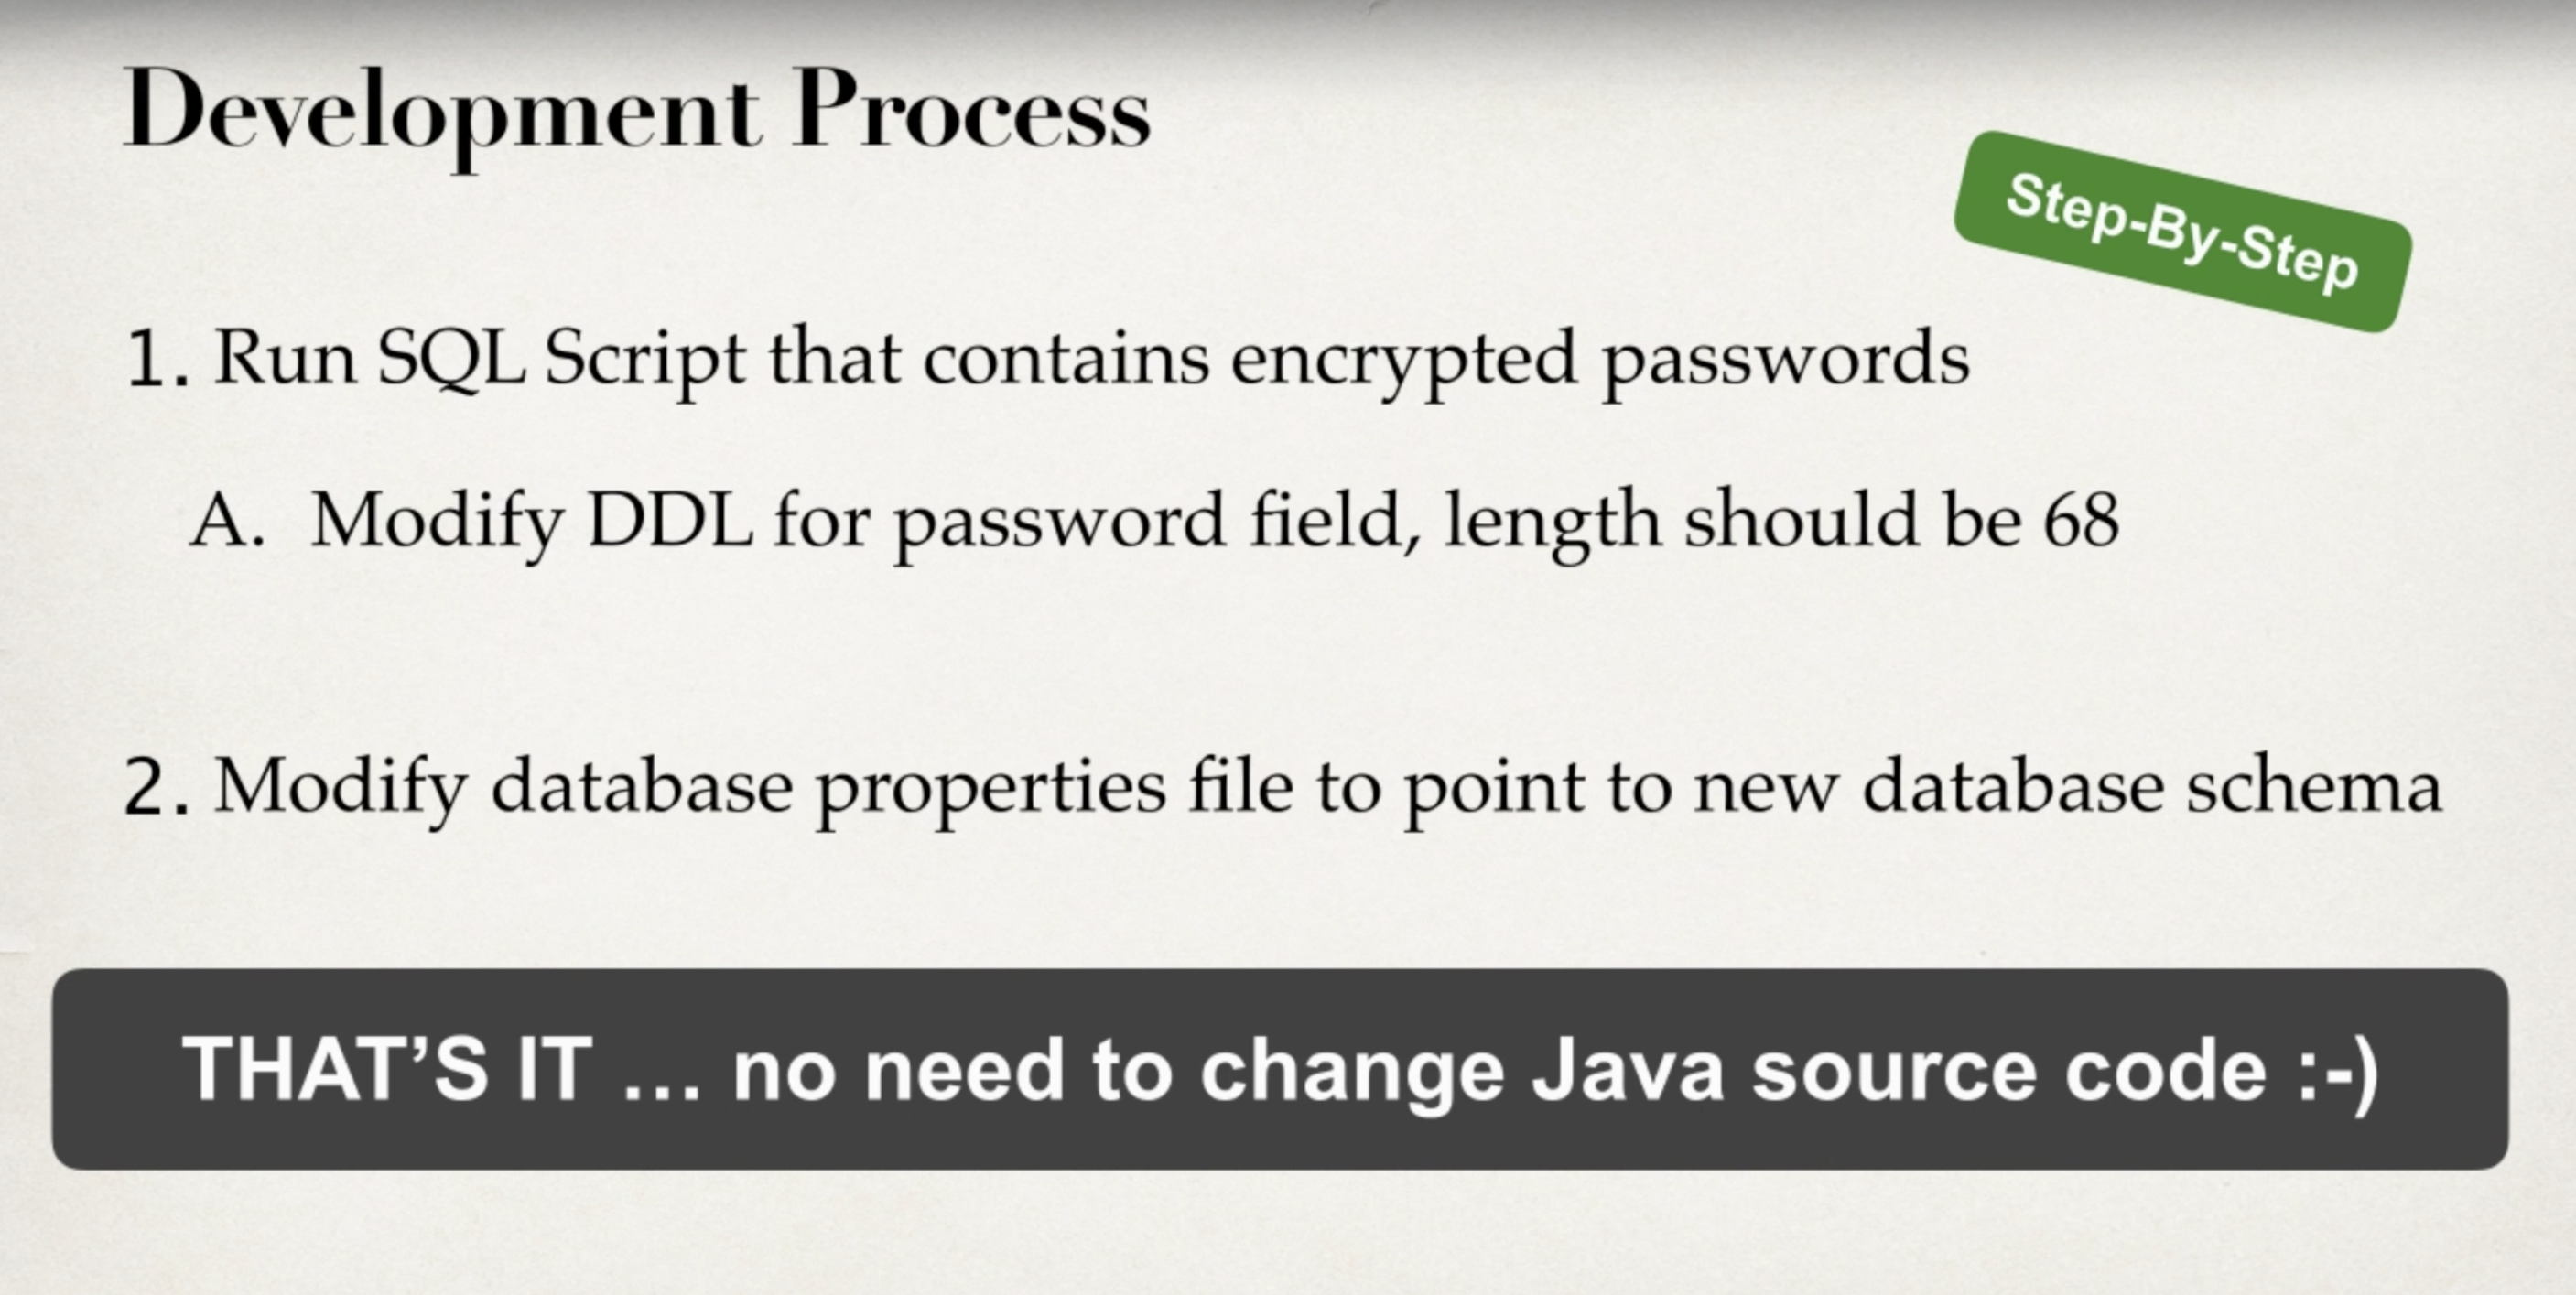 Development Process
Step-By-Step
1. Run SQL Script that contains encrypted passwords
A. Modify DDL for password field, length should be 68
2. Modify database properties file to point to new database schema
THAT’S IT … no need to change Java source code :-)